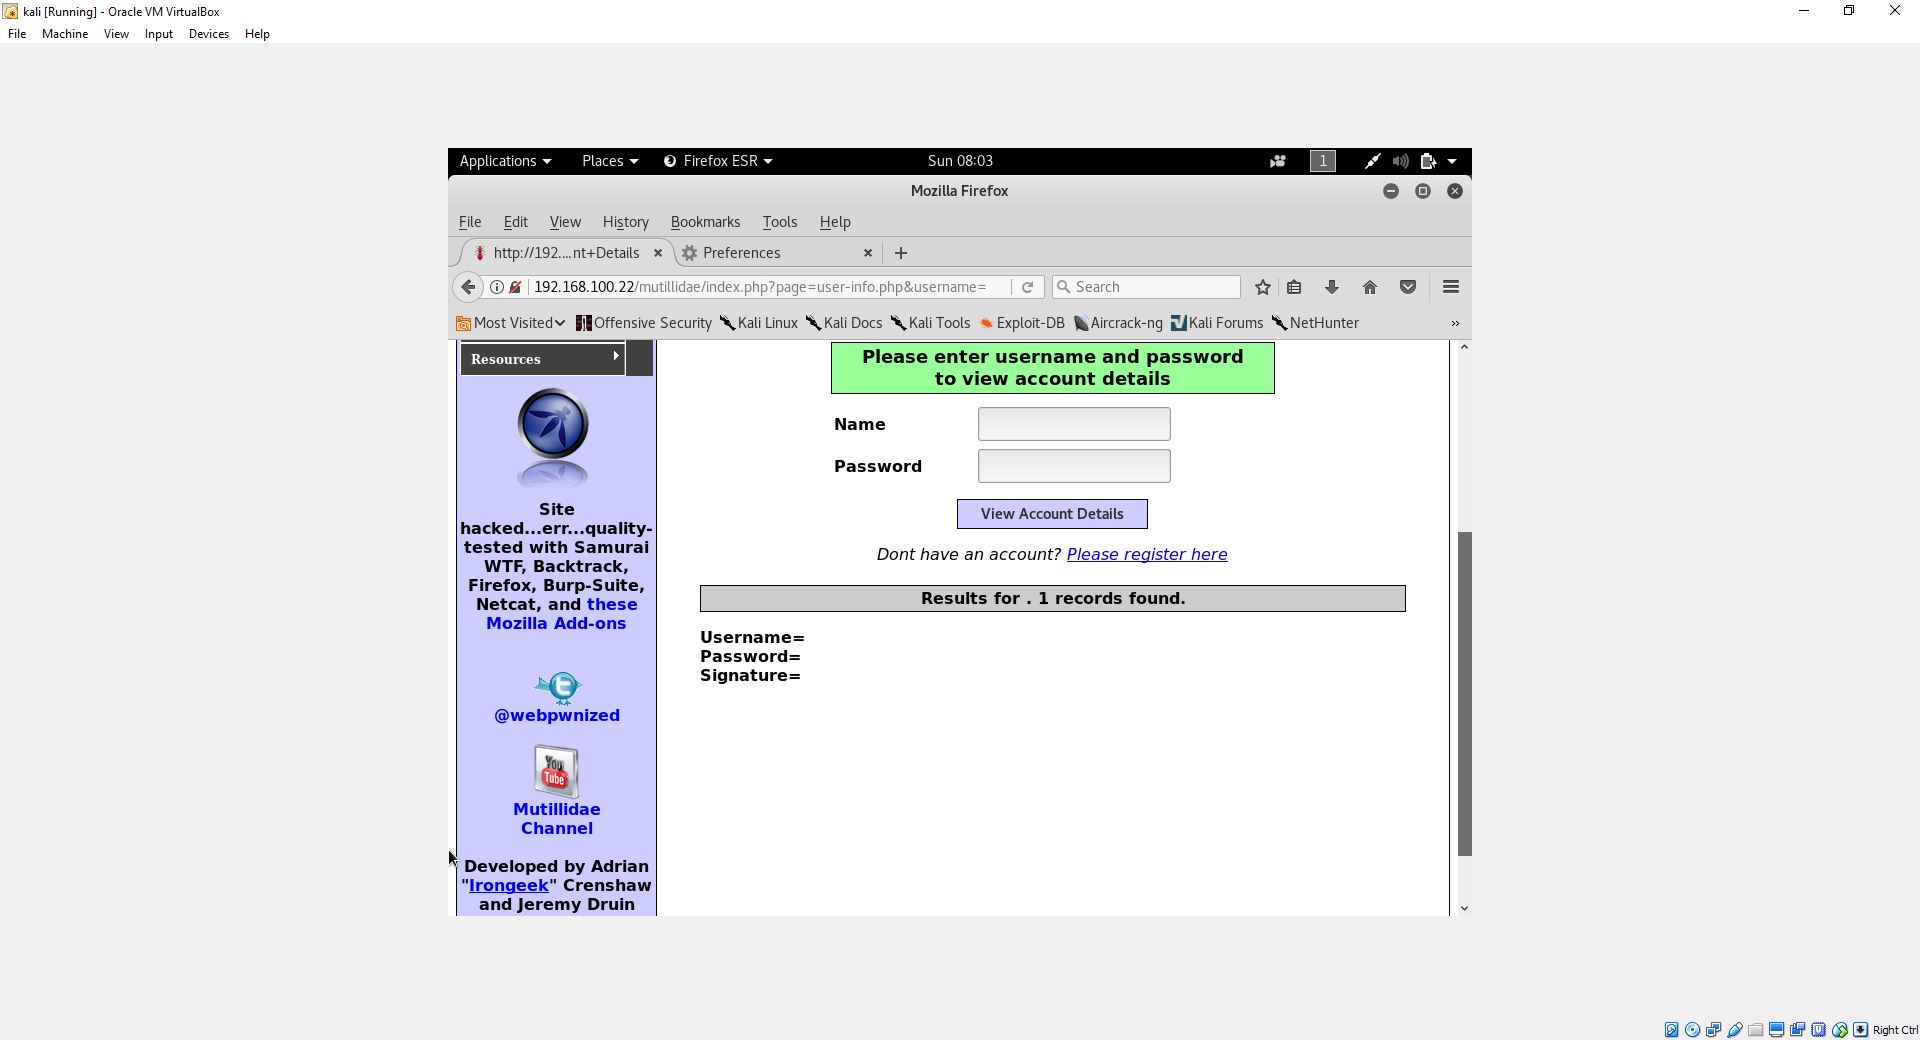 kali [Running] - Oracle VM VirtualBox
File Machine View Input Devices Help
Applications Places Firefox ESR Sun 08:03 1
Mozilla Firefox
File Edit View History Bookmarks Tools Help
http://192....nt+Details Preferences
192.168.100.22/mutillidae/index.php?page=user-info.php&username= Search
Most Visited Offensive Security Kali Linux Kali Docs Kali Tools Exploit-DB Aircrack-ng Kali Forums NetHunter »
Resources
Site
hacked...err...quality-
tested with Samurai
WTF, Backtrack,
Firefox, Burp-Suite,
Netcat, and these
Mozilla Add-ons
@webpwnized
You
Tube
Mutillidae
Channel
Developed by Adrian
"Irongeek" Crenshaw
and Jeremy Druin
Please enter username and password
to view account details
Name
Password
View Account Details
Dont have an account? Please register here
Results for . 1 records found.
Username=
Password=
Signature=
Right Ctrl